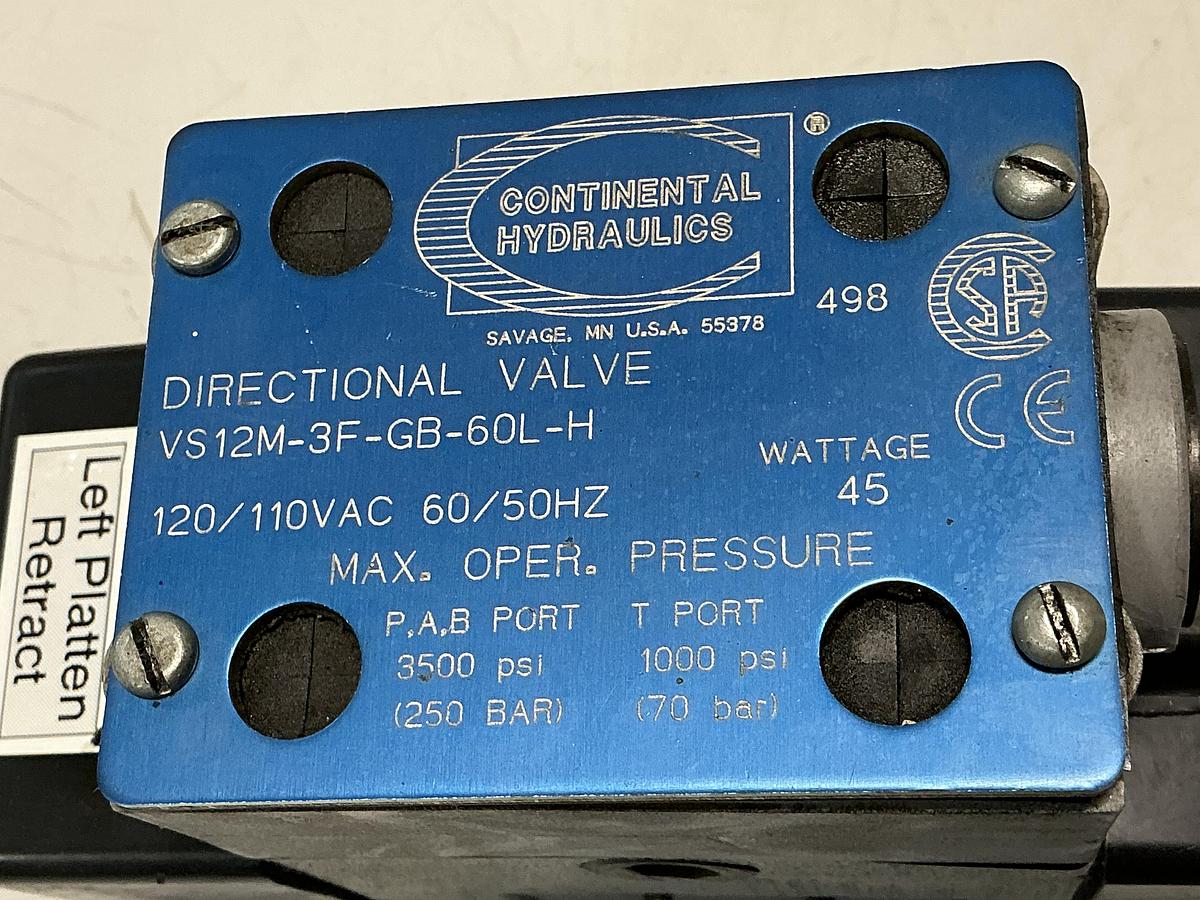 CONTINENTAL
HYDRAULICS
®
SAVAGE, MN U.S.A. 55378
498
CSA
CE
DIRECTIONAL VALVE
VS12M-3F-GB-60L-H
WATTAGE
45
120/110VAC 60/50HZ
MAX. OPER. PRESSURE
P,A,B PORT T PORT
3500 psi 1000 psi
(250 BAR) (70 bar)
Left Platten
Retract